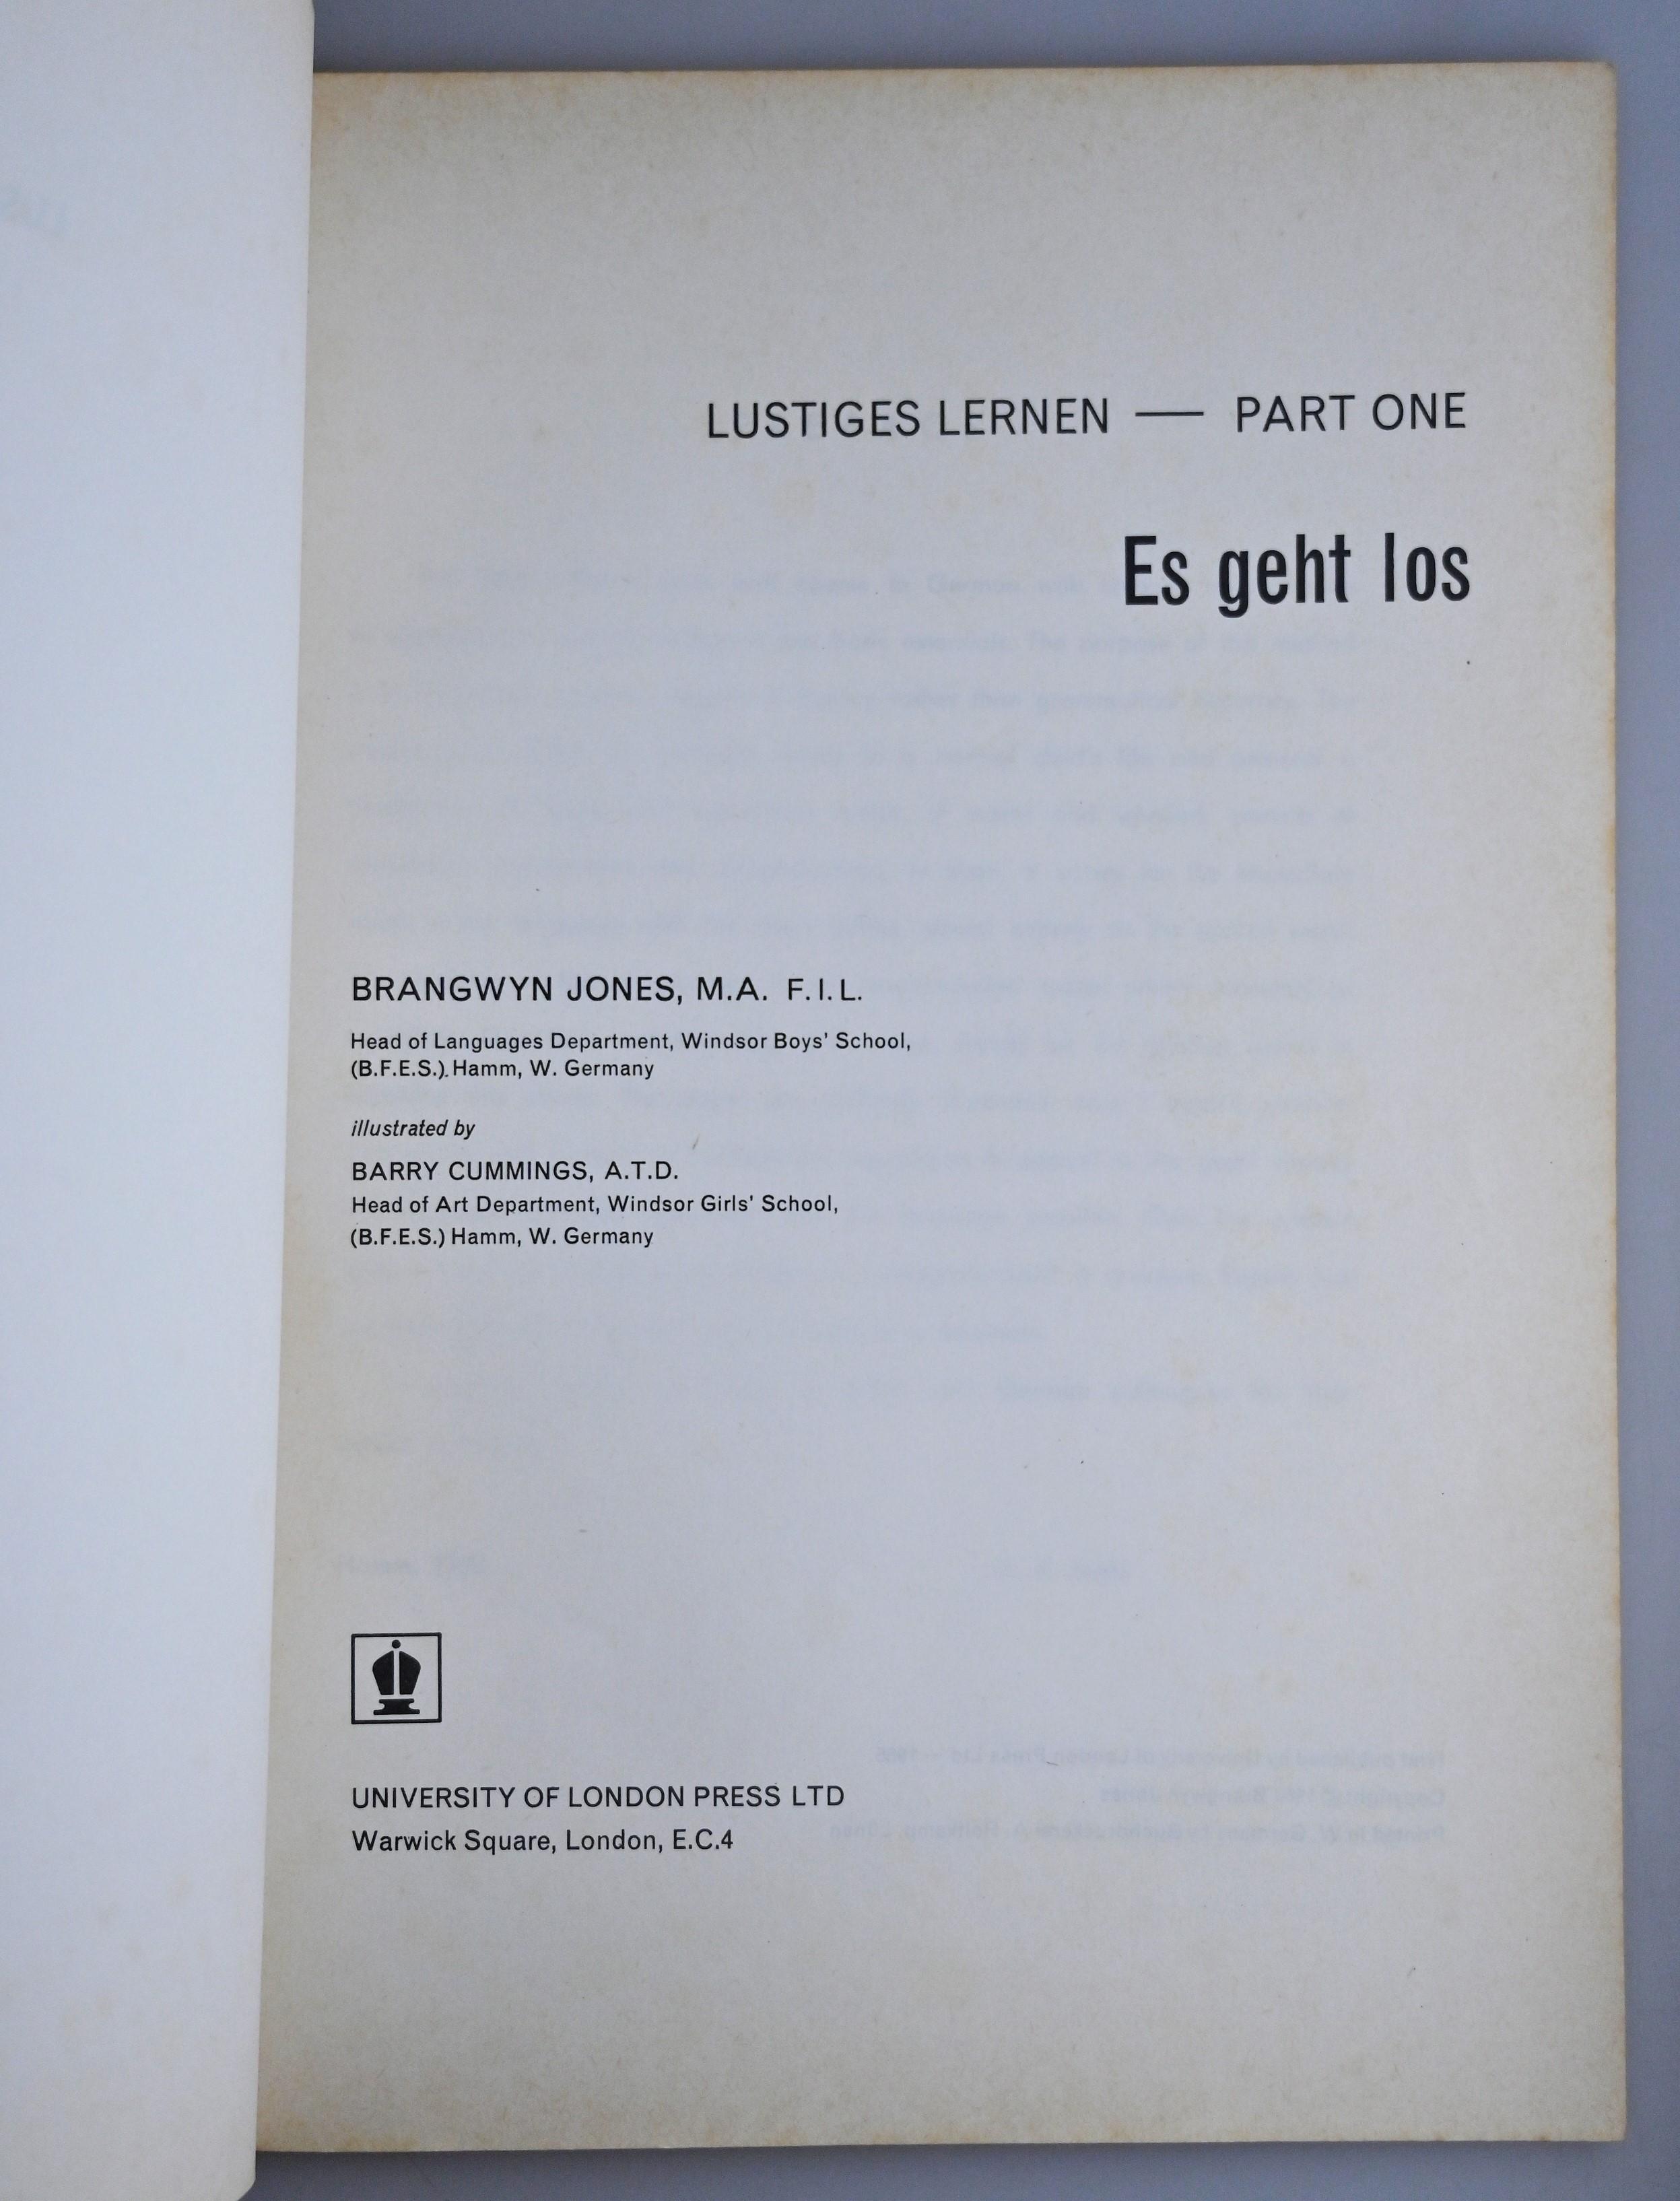 LUSTIGES LERNEN — PART ONE
Es geht los
BRANGWYN JONES, M.A. F.I.L.
Head of Languages Department, Windsor Boys' School,
(B.F.E.S.). Hamm, W. Germany
illustrated by
BARRY CUMMINGS, A.T.D.
Head of Art Department, Windsor Girls' School,
(B.F.E.S.) Hamm, W. Germany
UNIVERSITY OF LONDON PRESS LTD
Warwick Square, London, E.C.4